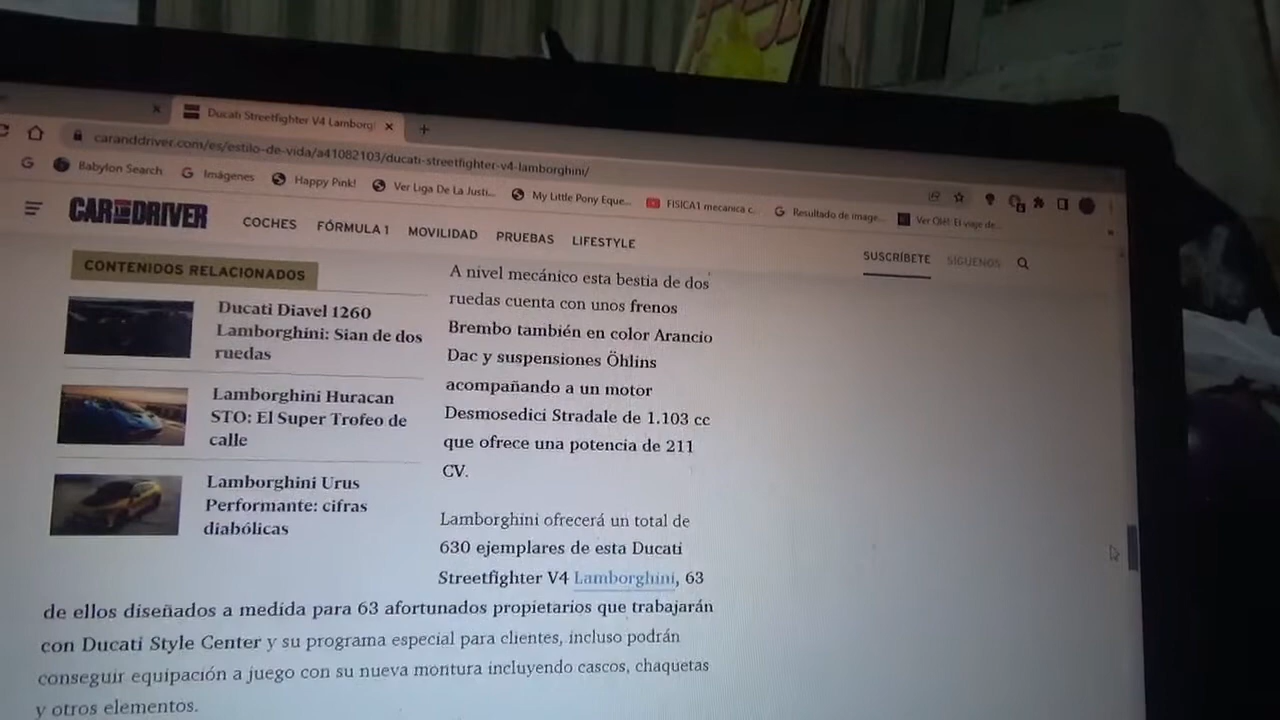 Ducati Streetfighter V4 Lamborg
caranddriver.com/es/estilo-de-vida/a41082103/ducati-streetfighter-v4-lamborghini/
Babylon Search
Imágenes
Happy Pink!
Ver Liga De La Justi...
My Little Pony Eque...
FISICA1 mecanica c...
Resultado de image...
Ver Olé! El viaje de...
CAR AND DRIVER
COCHES
FÓRMULA 1
MOVILIDAD
PRUEBAS
LIFESTYLE
SUSCRÍBETE
SÍGUENOS
CONTENIDOS RELACIONADOS
Ducati Diavel 1260
Lamborghini: Sian de dos
ruedas
Lamborghini Huracan
STO: El Super Trofeo de
calle
Lamborghini Urus
Performante: cifras
diabólicas
A nivel mecánico esta bestia de dos
ruedas cuenta con unos frenos
Brembo también en color Arancio
Dac y suspensiones Öhlins
acompañando a un motor
Desmosedici Stradale de 1.103 cc
que ofrece una potencia de 211
CV.
Lamborghini ofrecerá un total de
630 ejemplares de esta Ducati
Streetfighter V4 Lamborghini, 63
de ellos diseñados a medida para 63 afortunados propietarios que trabajarán
con Ducati Style Center y su programa especial para clientes, incluso podrán
conseguir equipación a juego con su nueva montura incluyendo cascos, chaquetas
y otros elementos.